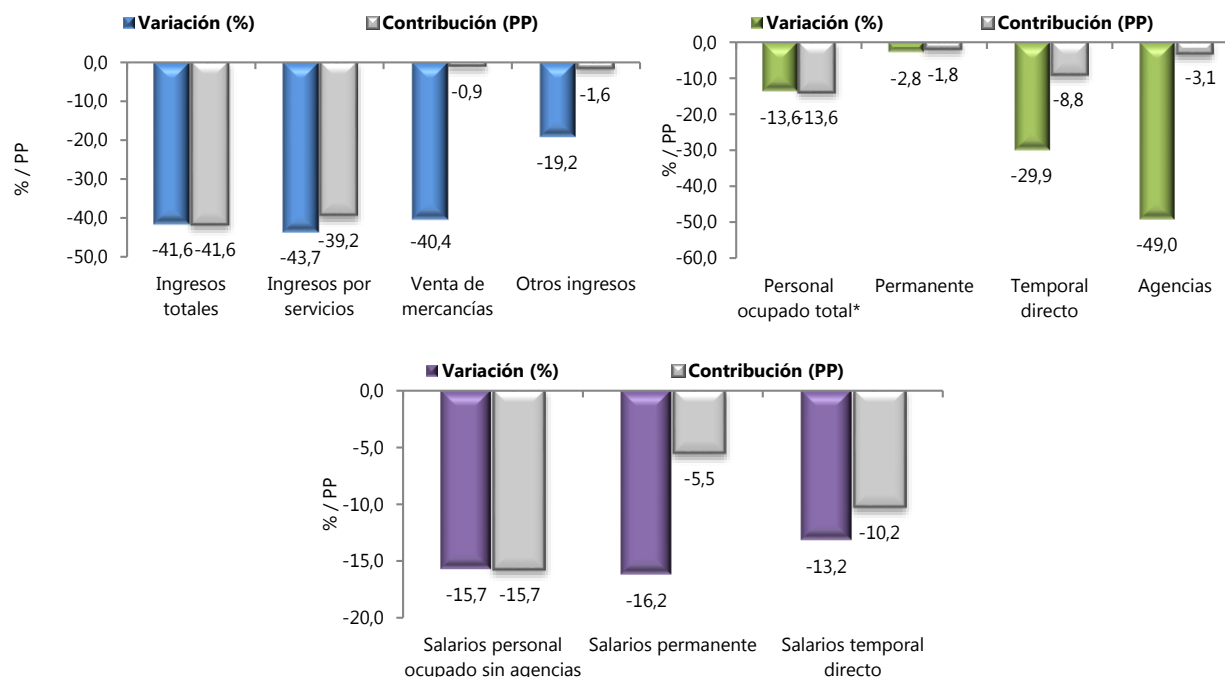 Variación (%) Contribución (PP)
0,0
-10,0
-20,0
-30,0
-40,0
-50,0
% / PP
-41,6 -41,6 -43,7 -39,2 -40,4 -0,9 -19,2 -1,6
Ingresos totales
Ingresos por servicios
Venta de mercancías
Otros ingresos
Variación (%) Contribución (PP)
0,0
-10,0
-20,0
-30,0
-40,0
-50,0
-60,0
% / PP
-13,6 -13,6 -2,8 -1,8 -29,9 -8,8 -49,0 -3,1
Personal ocupado total*
Permanente
Temporal directo
Agencias
Variación (%) Contribución (PP)
0,0
-5,0
-10,0
-15,0
-20,0
% / PP
-15,7 -15,7 -16,2 -5,5 -13,2 -10,2
Salarios personal ocupado sin agencias
Salarios permanente
Salarios temporal directo